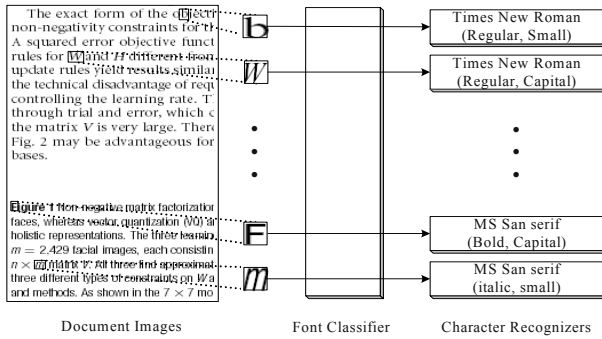 The exact form of the objecti
non-negativity constraints for th
A squared error objective funct
rules for W and H different from
update rules yield results similar
the technical disadvantage of requ
controlling the learning rate. T
through trial and error, which c
the matrix V is very large. There
Fig. 2 may be advantageous for
bases.
Figure 1 Non-negative matrix factorization
faces, whereas vector quantization (VQ) an
holistic representations. The three learnin
m = 2,429 facial images, each consistin
n × m matrix V. All three find approximat
three different types of constraints on W a
and methods. As shown in the 7 × 7 mo
b
W
F
m
Times New Roman
(Regular, Small)
Times New Roman
(Regular, Capital)
MS San serif
(Bold, Capital)
MS San serif
(italic, small)
Document Images
Font Classifier
Character Recognizers